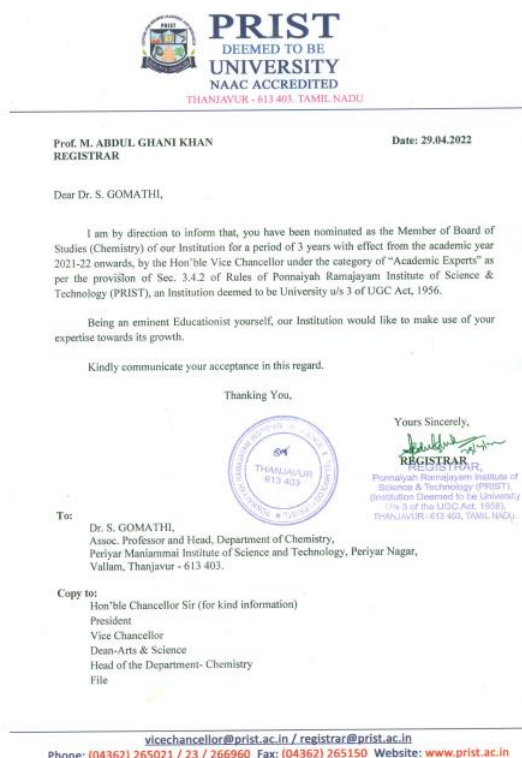 PRIST
DEEMED TO BE
UNIVERSITY
NAAC ACCREDITED
THANJAVUR - 613 403. TAMIL NADU
Prof. M. ABDUL GHANI KHAN
REGISTRAR
Date: 29.04.2022
Dear Dr. S. GOMATHI,
I am by direction to inform that, you have been nominated as the Member of Board of
Studies (Chemistry) of our Institution for a period of 3 years with effect from the academic year
2021-22 onwards, by the Hon'ble Vice Chancellor under the category of “Academic Experts” as
per the provision of Sec. 3.4.2 of Rules of Ponnaiyah Ramajayam Institute of Science &
Technology (PRIST), an Institution deemed to be University u/s 3 of UGC Act, 1956.
Being an eminent Educationist yourself, our Institution would like to make use of your
expertise towards its growth.
Kindly communicate your acceptance in this regard.
Thanking You,
Yours Sincerely,
REGISTRAR
REGISTRAR,
Ponnaiyah Ramajayam Institute of
Science & Technology (PRIST),
(Institution Deemed to be University
U/s 3 of the UGC Act, 1956),
THANJAVUR - 613 403, TAMIL NADU.
THANJAVUR
613 403
To:
Dr. S. GOMATHI,
Assoc. Professor and Head, Department of Chemistry,
Periyar Maniammai Institute of Science and Technology, Periyar Nagar,
Vallam, Thanjavur - 613 403.
Copy to:
Hon'ble Chancellor Sir (for kind information)
President
Vice Chancellor
Dean-Arts & Science
Head of the Department- Chemistry
File
vicechancellor@prist.ac.in / registrar@prist.ac.in
Phone: (04362) 265021 / 23 / 266960 Fax: (04362) 265150 Website: www.prist.ac.in